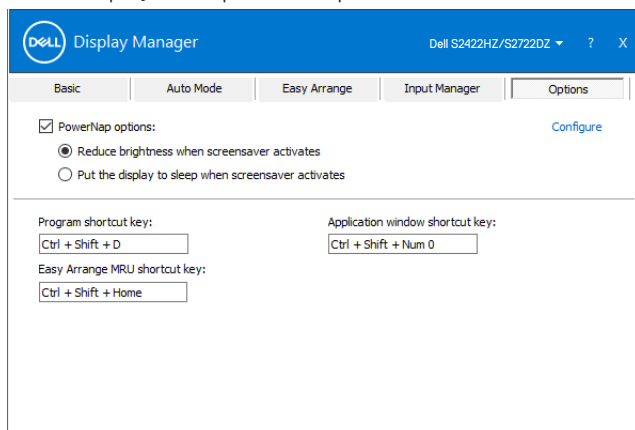 DELL Display Manager Dell S2422HZ/S2722DZ ? X
Basic Auto Mode Easy Arrange Input Manager Options
PowerNap options: Configure
Reduce brightness when screensaver activates
Put the display to sleep when screensaver activates
Program shortcut key: Application window shortcut key:
Ctrl + Shift + D Ctrl + Shift + Num 0
Easy Arrange MRU shortcut key:
Ctrl + Shift + Home